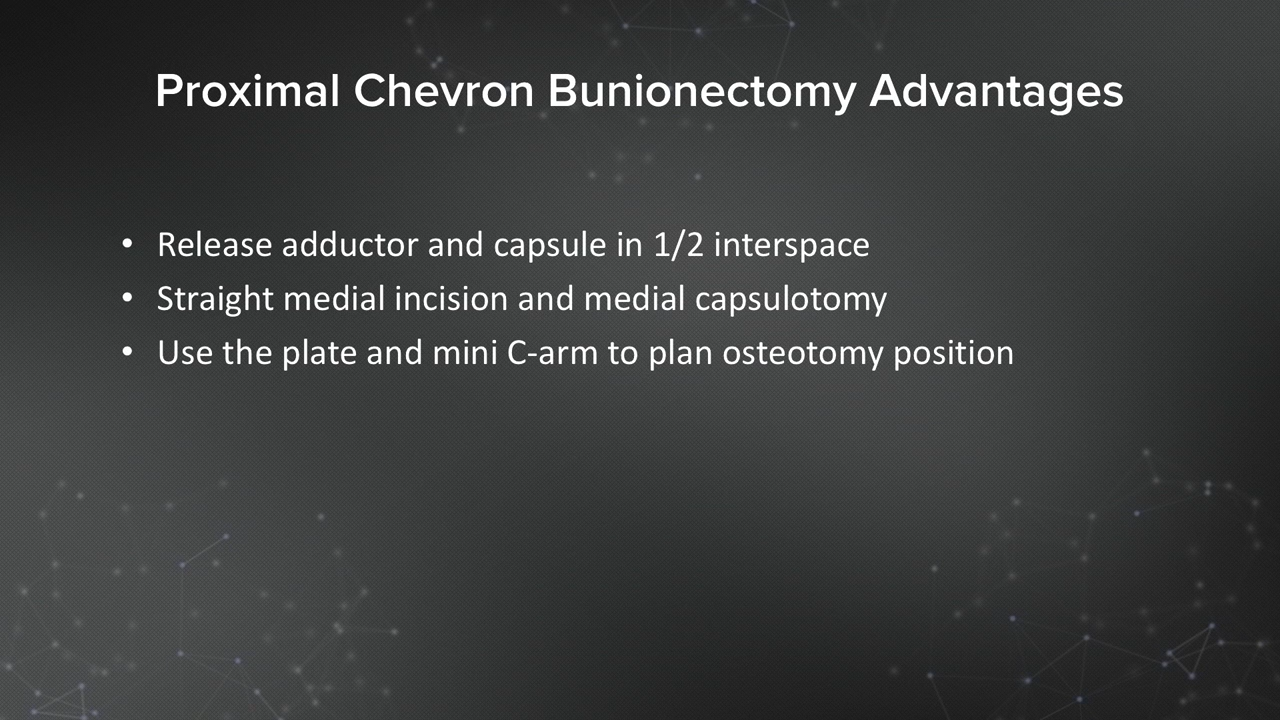 Proximal Chevron Bunionectomy Advantages
• Release adductor and capsule in 1/2 interspace
• Straight medial incision and medial capsulotomy
• Use the plate and mini C-arm to plan osteotomy position